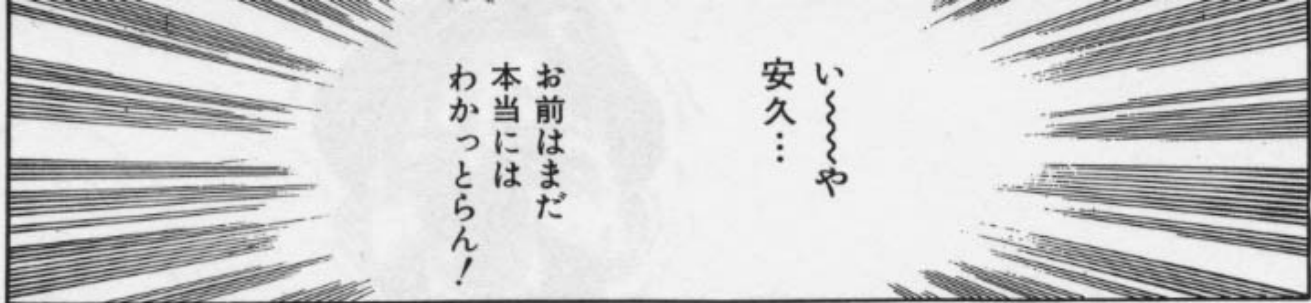 い〜〜〜や
安久…
お前はまだ
本当には
わかっとらん！